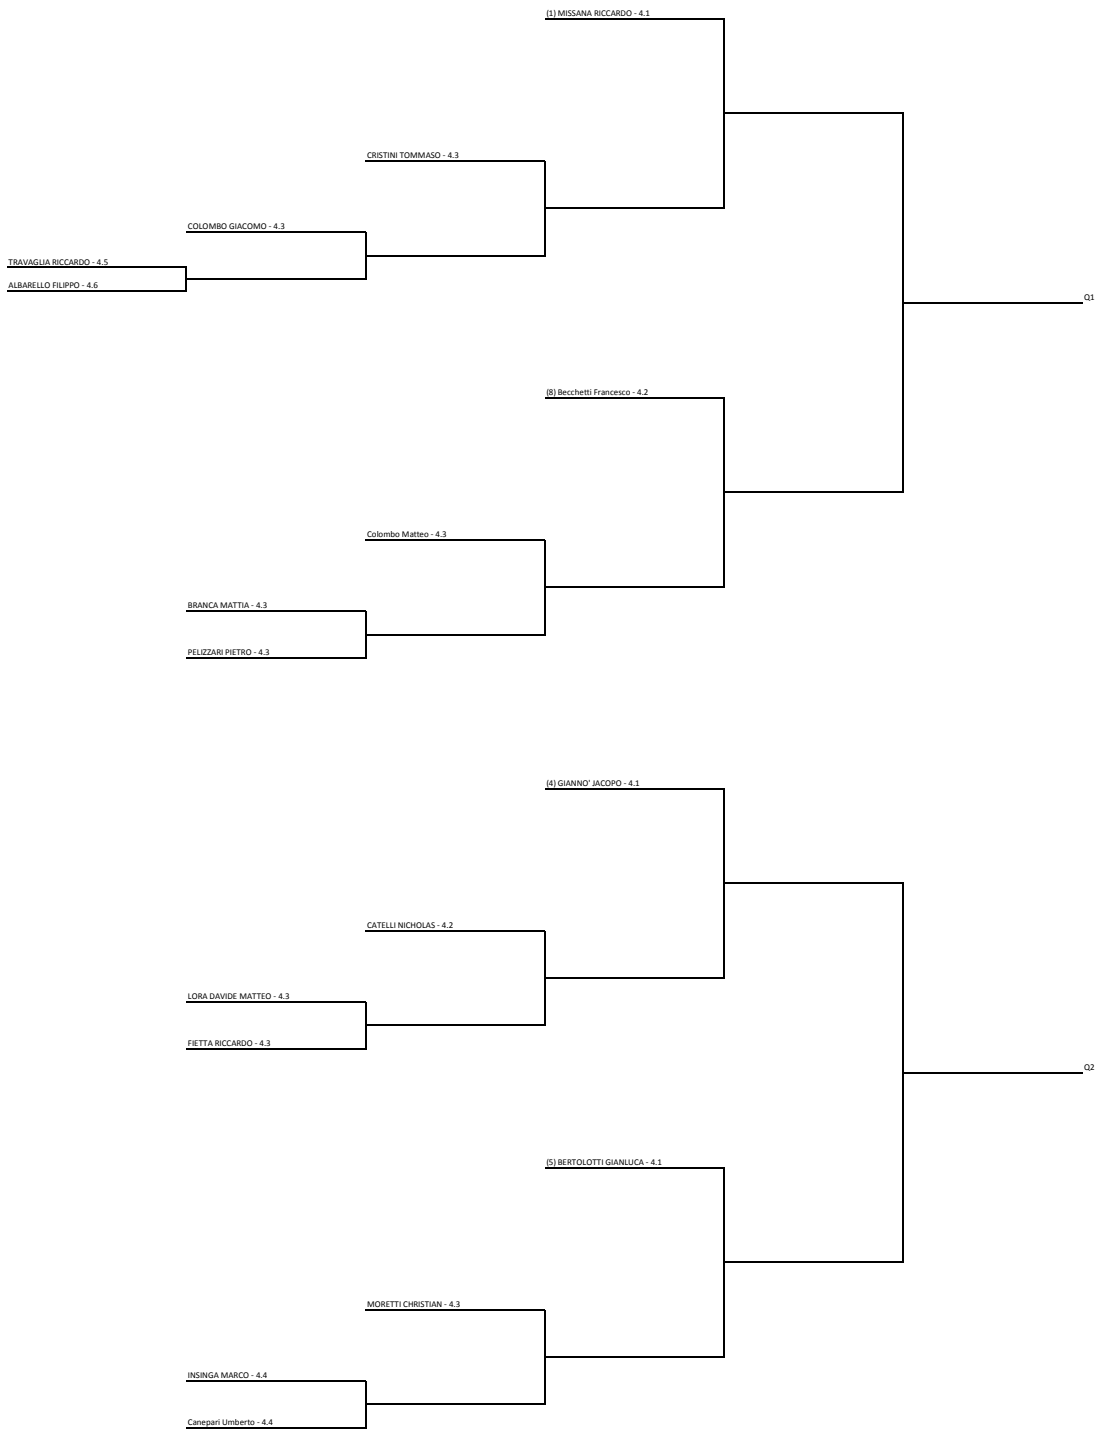 (1) MISSANA RICCARDO - 4.1
CRISTINI TOMMASO - 4.3
COLOMBO GIACOMO - 4.3
TRAVAGLIA RICCARDO - 4.5
ALBARELLO FILIPPO - 4.6
Q1
(8) Becchetti Francesco - 4.2
Colombo Matteo - 4.3
BRANCA MATTIA - 4.3
PELIZZARI PIETRO - 4.3
(4) GIANNO' JACOPO - 4.1
CATELLI NICHOLAS - 4.2
LORA DAVIDE MATTEO - 4.3
FIETTA RICCARDO - 4.3
Q2
(5) BERTOLOTTI GIANLUCA - 4.1
MORETTI CHRISTIAN - 4.3
INSINGA MARCO - 4.4
Canepari Umberto - 4.4